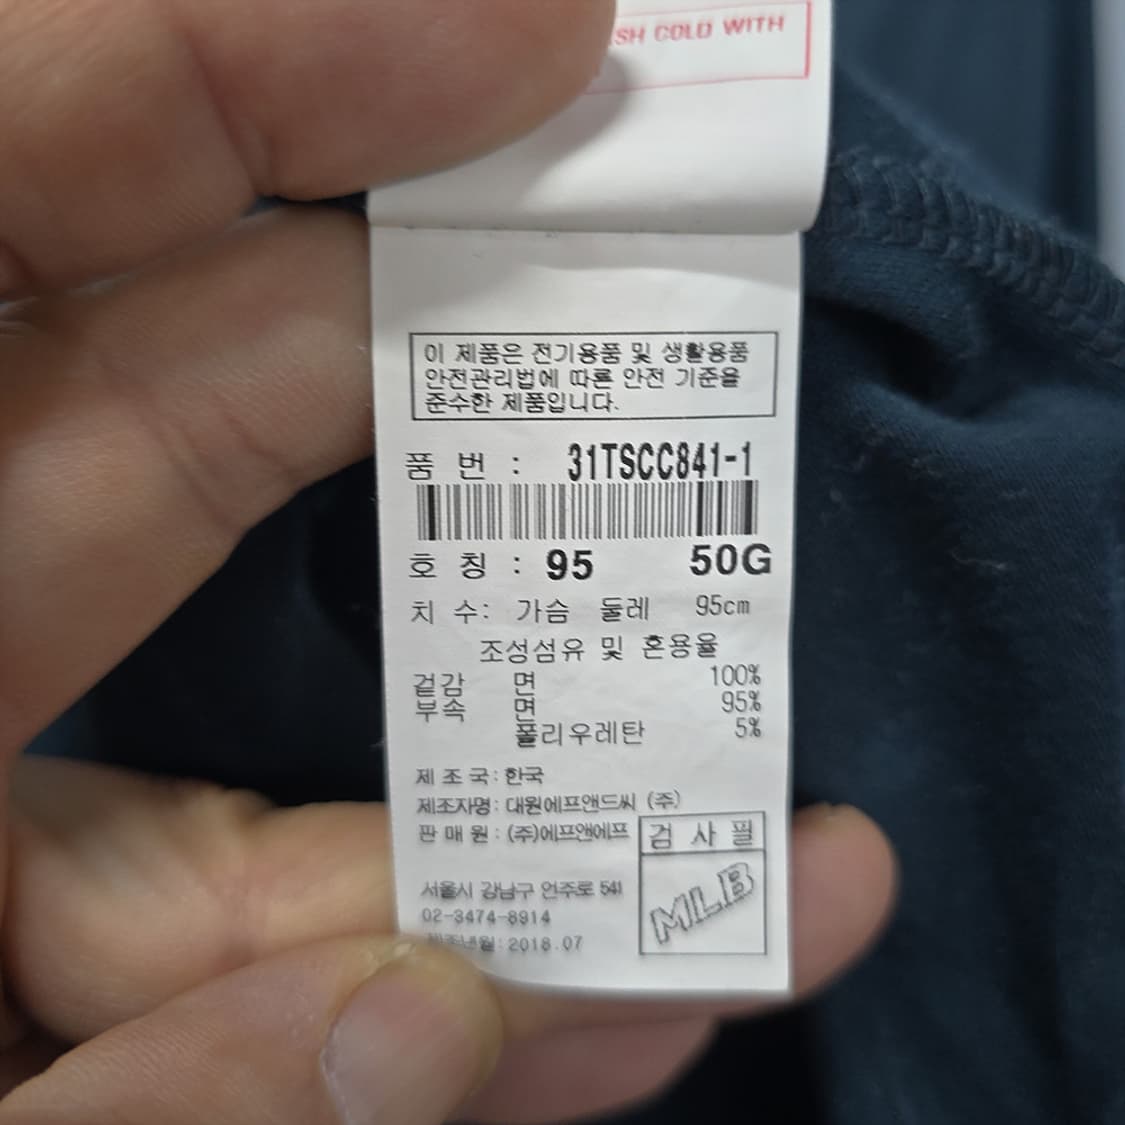 SH COLD WITH
이 제품은 전기용품 및 생활용품
안전관리법에 따른 안전 기준을
준수한 제품입니다.
품 번 : 31TSCC841-1
호 칭 : 95 50G
치 수: 가슴 둘레 95cm
조성섬유 및 혼용율
겉감 면 100%
부속 면 95%
폴리우레탄 5%
제 조 국 : 한국
제조자명 : 대원에프앤드씨 (주)
판 매 원 : (주)에프앤에프
검 사 필
MLB
서울시 강남구 언주로 541
02-3474-8914
제조년월 : 2018.07